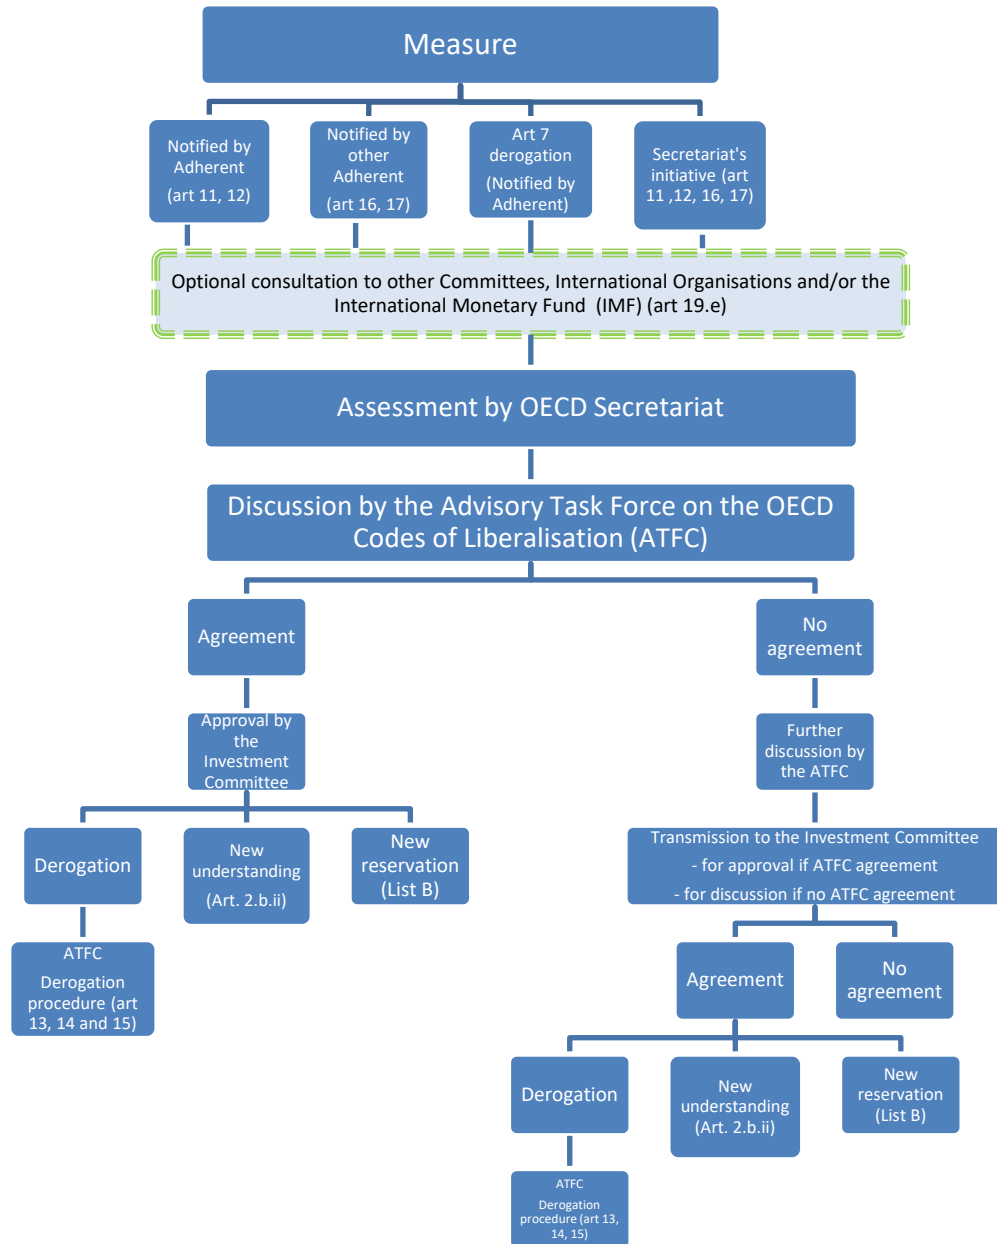 Measure
Notified by
Adherent
(art 11, 12)
Notified by
other
Adherent
(art 16, 17)
Art 7
derogation
(Notified by
Adherent)
Secretariat's
initiative (art
11 ,12, 16, 17)
Optional consultation to other Committees, International Organisations and/or the
International Monetary Fund (IMF) (art 19.e)
Assessment by OECD Secretariat
Discussion by the Advisory Task Force on the OECD
Codes of Liberalisation (ATFC)
Agreement
No
agreement
Approval by
the
Investment
Committee
Further
discussion by
the ATFC
Derogation
New
understanding
(Art. 2.b.ii)
New
reservation
(List B)
Transmission to the Investment Committee
- for approval if ATFC agreement
- for discussion if no ATFC agreement
ATFC
Derogation
procedure (art
13, 14 and 15)
Agreement
No
agreement
Derogation
New
understanding
(Art. 2.b.ii)
New
reservation
(List B)
ATFC
Derogation
procedure (art 13,
14, 15)